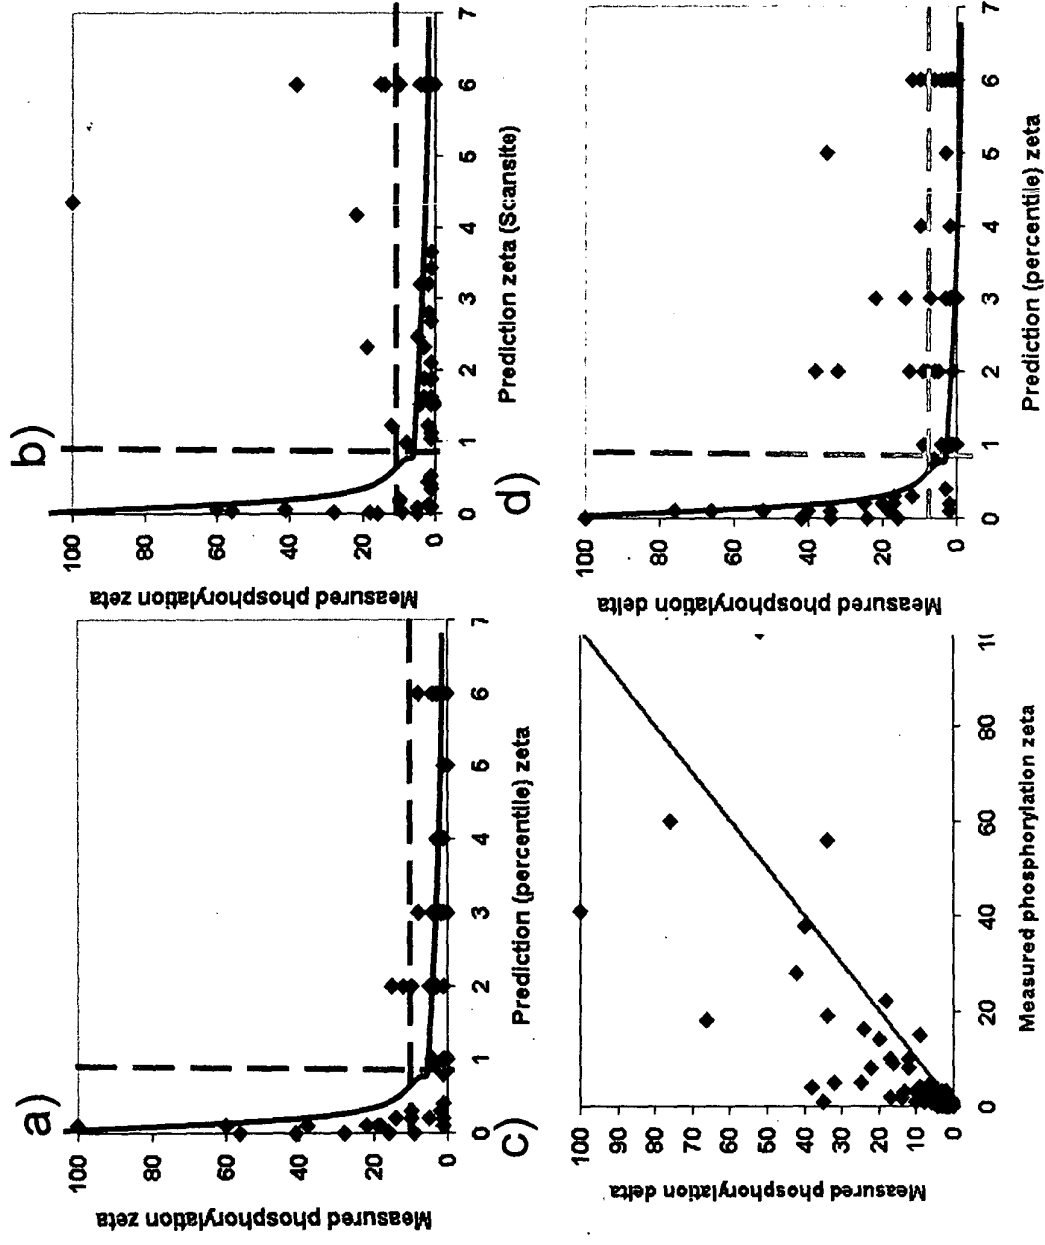 a)
Measured phosphorylation zeta
100
80
60
40
20
0
0 1 2 3 4 5 6 7
Prediction (percentile) zeta
b)
Measured phosphorylation zeta
100
80
60
40
20
0
0 1 2 3 4 5 6 7
Prediction zeta (Scansite)
c)
Measured phosphorylation delta
100
90
80
70
60
50
40
30
20
10
0
0 20 40 60 80
Measured phosphorylation zeta
d)
Measured phosphorylation delta
100
80
60
40
20
0
0 1 2 3 4 5 6 7
Prediction (percentile) zeta